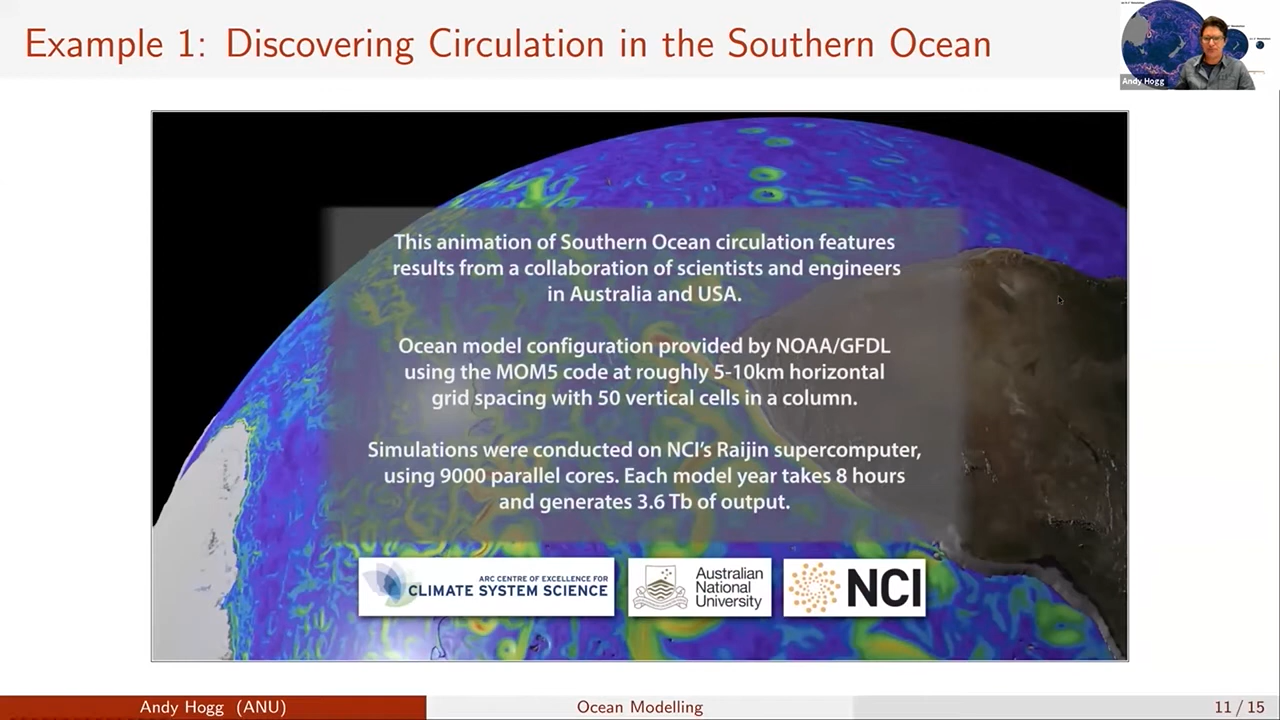 Example 1: Discovering Circulation in the Southern Ocean
Andy Hogg
This animation of Southern Ocean circulation features
results from a collaboration of scientists and engineers
in Australia and USA.
Ocean model configuration provided by NOAA/GFDL
using the MOM5 code at roughly 5-10km horizontal
grid spacing with 50 vertical cells in a column.
Simulations were conducted on NCI's Raijin supercomputer,
using 9000 parallel cores. Each model year takes 8 hours
and generates 3.6 Tb of output.
ARC CENTRE OF EXCELLENCE FOR
CLIMATE SYSTEM SCIENCE
Australian
National
University
NCI
Andy Hogg (ANU)
Ocean Modelling
11 / 15